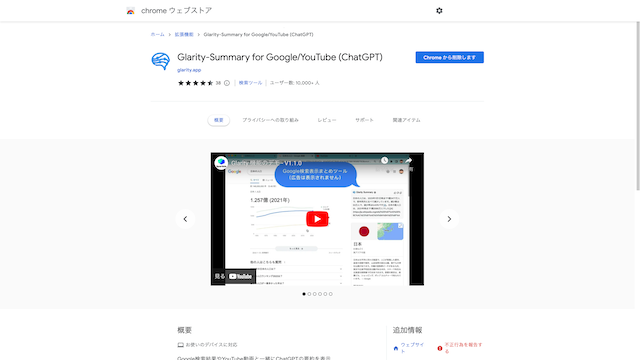 chrome ウェブストア
ホーム > 拡張機能 > Glarity-Summary for Google/YouTube (ChatGPT)
Glarity-Summary for Google/YouTube (ChatGPT)
Chrome から削除します
glarity.app
38
検索ツール
ユーザー数: 10,000+ 人
概要
プライバシーへの取り組み
レビュー
サポート
関連アイテム
V1.1.0
Google検索表示まとめツール
(広告は表示されません)
Google
1.257億 (2021年)
日本
見る
YouTube
概要
追加情報
お使いのデバイスに対応
ウェブサイト
不正行為を報告する
Google検索結果やYouTube動画と一緒にChatGPTの要約を表示